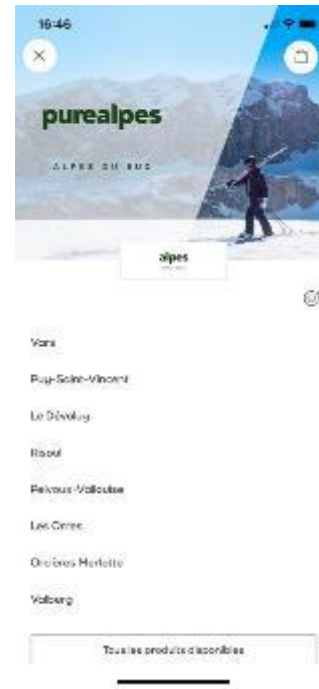 16:46
purealpes
ALPES DU SUD
alpes
Vars
Puy-Saint-Vincent
Le Dévoluy
Risoul
Pelvoux-Vallouise
Les Orres
Orcières Merlette
Valberg
Tous les produits disponibles